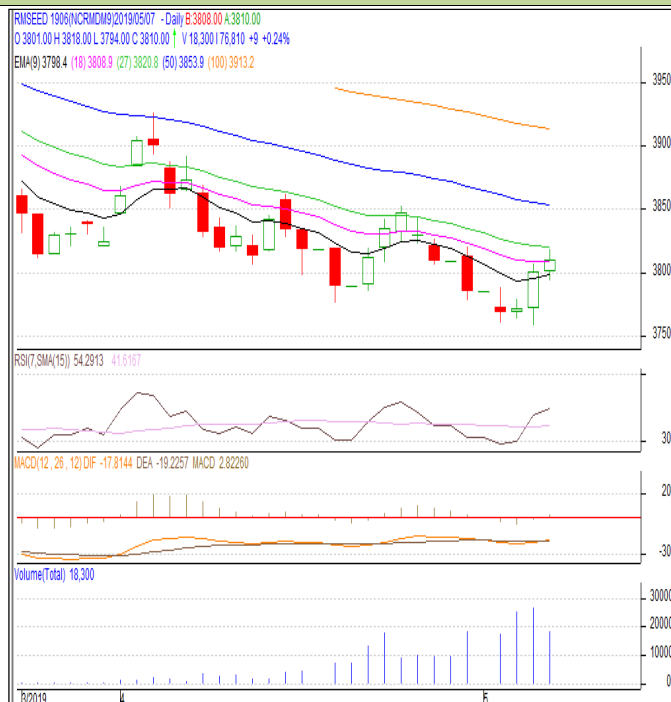 RMSEED 1906(NCRMDM9)2019/05/07 - Daily B:3808.00 A:3810.00
O 3801.00 H 3818.00 L 3794.00 C 3810.00 V 18,300 I 76,810 +9 +0.24%
EMA(9) 3798.4 (18) 3808.9 (27) 3820.8 (50) 3853.9 (100) 3913.2
3950
3900
3850
3800
3750
RSI(7,SMA(15)) 54.2913 41.6167
30
MACD(12 , 26 , 12) DIF -17.8144 DEA -19.2257 MACD 2.82260
20
-30
Volume(Total) 18,300
30000
20000
10000
0
3/2019 4 5